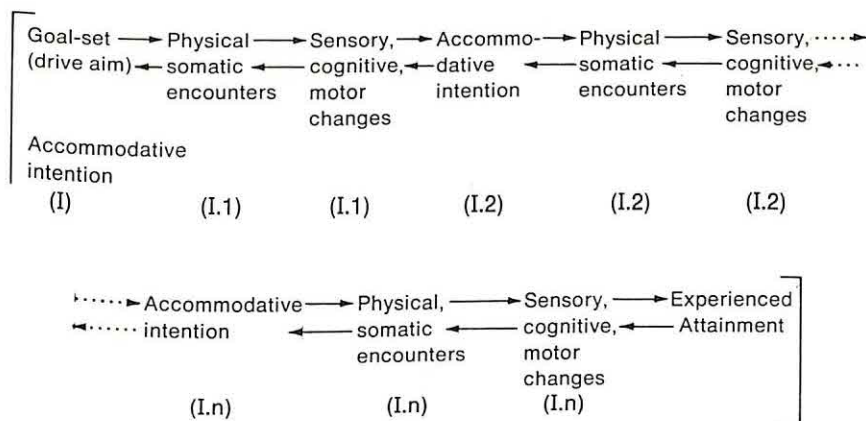 Goal-set Physical Sensory, Accommo- Physical Sensory,
(drive aim) somatic cognitive, dative somatic cognitive,
encounters motor intention encounters motor
changes changes
Accommodative
intention
(I) (I.1) (I.1) (I.2) (I.2) (I.2)
Accommodative Physical, Sensory, Experienced
intention somatic cognitive, Attainment
encounters motor
changes
(I.n) (I.n) (I.n)